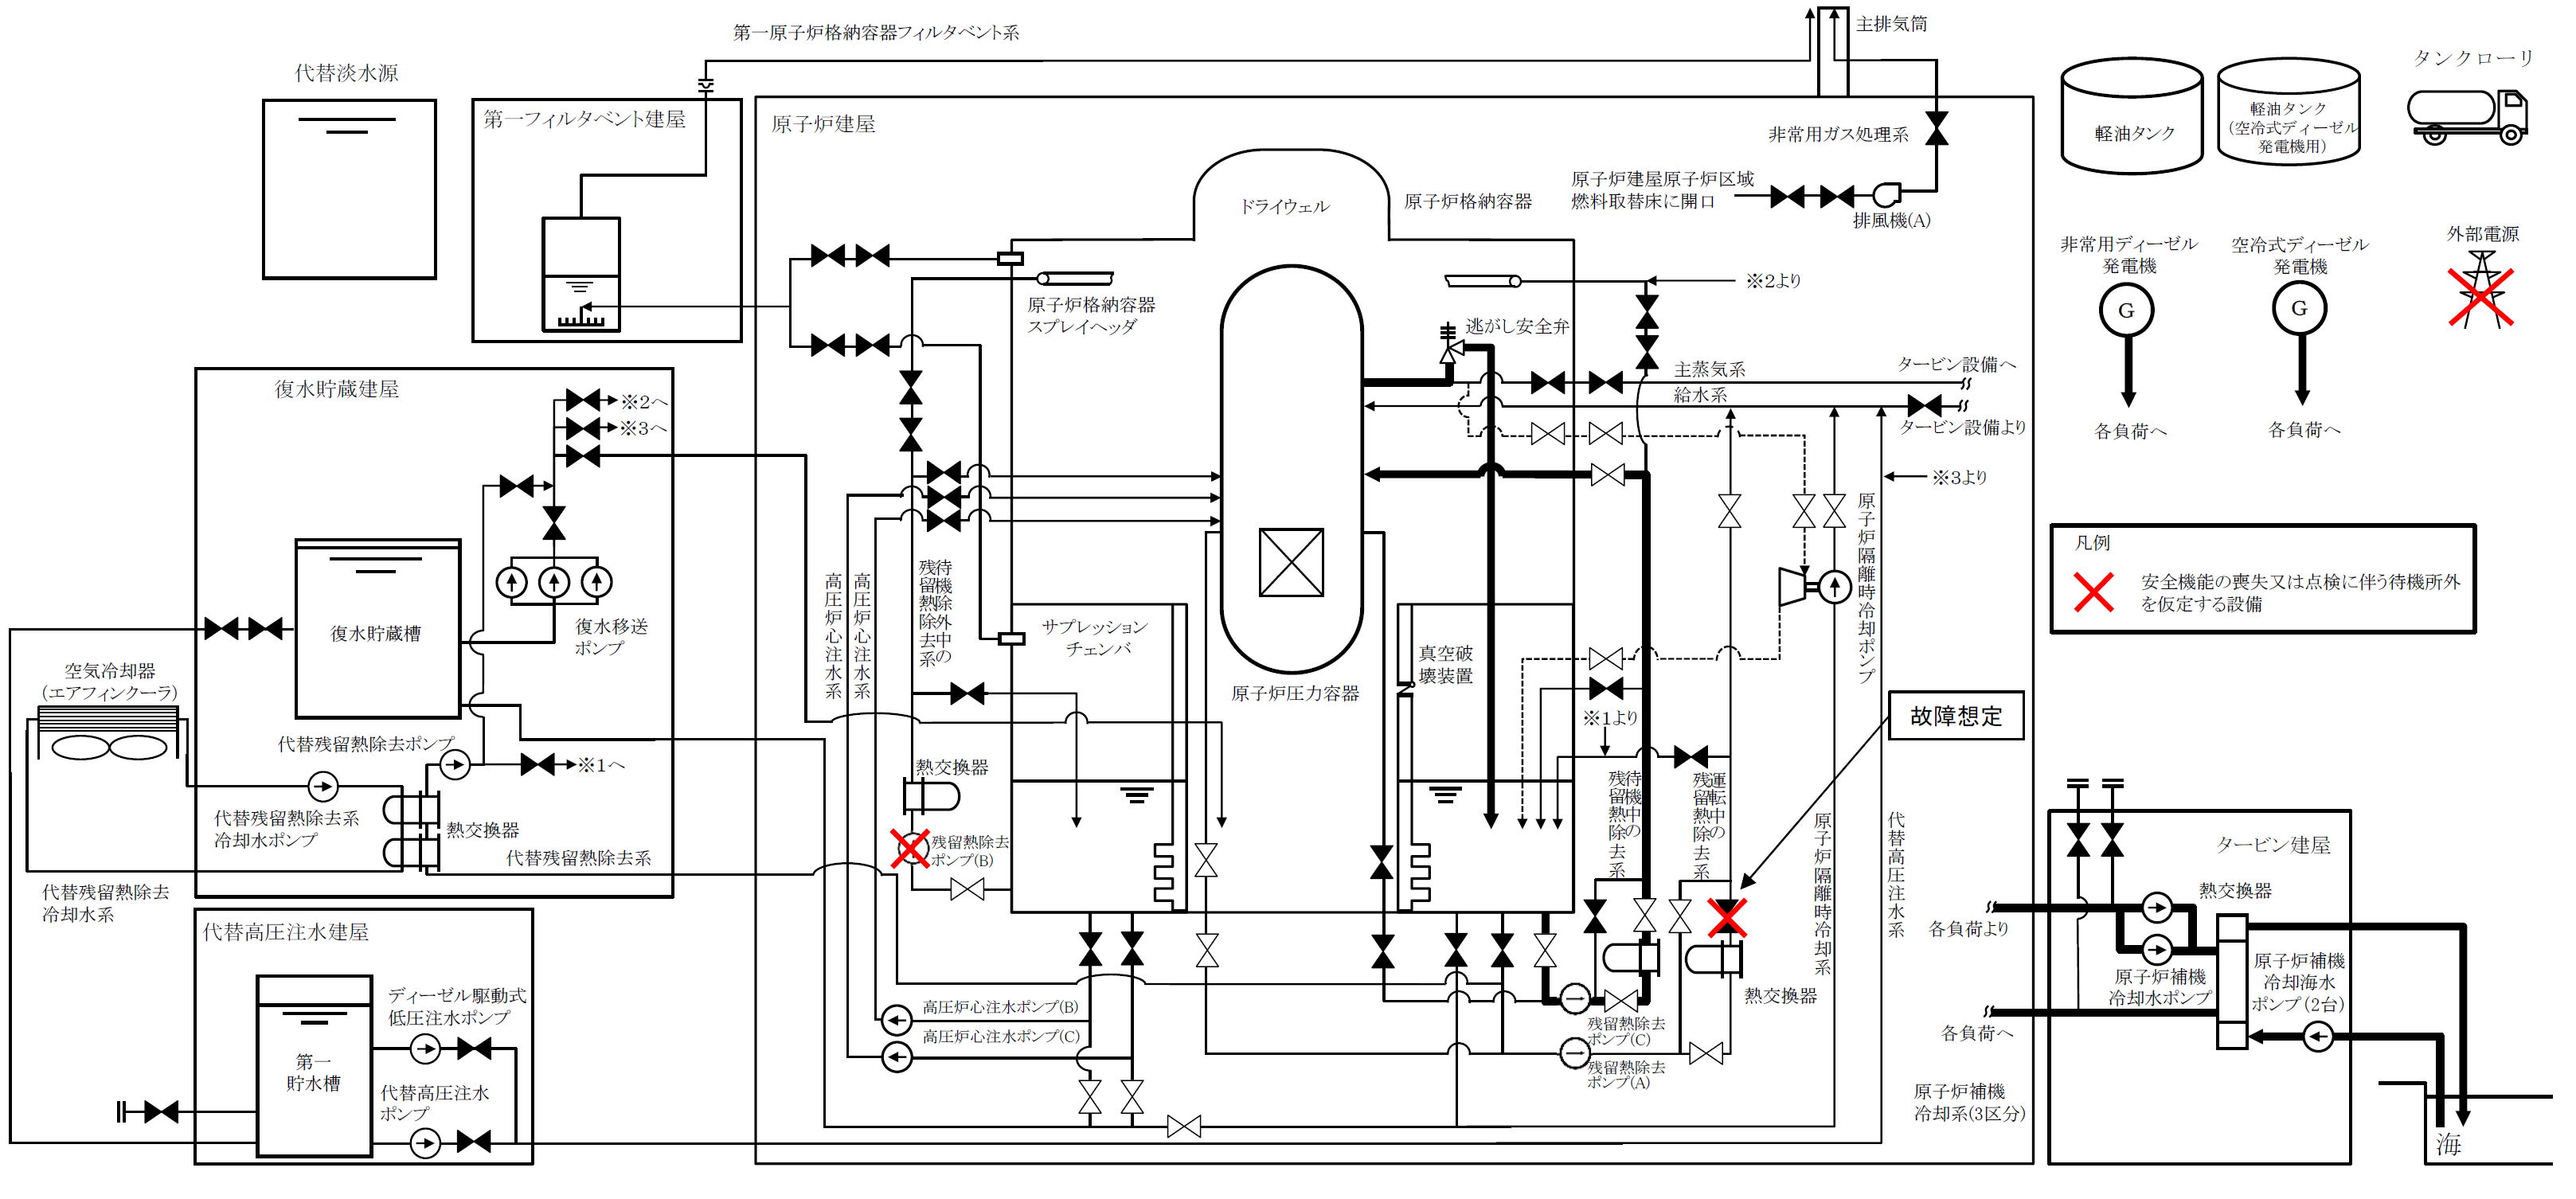 第一原子炉格納容器フィルタベント系
主排気筒
代替淡水源
第一フィルタベント建屋
原子炉建屋
非常用ガス処理系
原子炉建屋原子炉区域
燃料取替床に開口
排風機(A)
軽油タンク
軽油タンク
(空冷式ディーゼル
発電機用)
タンクローリ
ドライウェル
原子炉格納容器
非常用ディーゼル
発電機
G
各負荷へ
空冷式ディーゼル
発電機
G
各負荷へ
外部電源
原子炉格納容器
スプレイヘッダ
※2より
逃がし安全弁
主蒸気系
給水系
タービン設備へ
タービン設備より
※3より
復水貯蔵建屋
※2へ
※3へ
復水貯蔵槽
復水移送
ポンプ
空気冷却器
(エアフィンクーラ)
代替残留熱除去ポンプ
※1へ
代替残留熱除去系
冷却水ポンプ
熱交換器
代替残留熱除去系
代替残留熱除去
冷却水系
高圧炉心注水系
高圧炉心注水系
待機除外中の
残留熱除去系
サプレッション
チェンバ
原子炉圧力容器
真空破
壊装置
※1より
熱交換器
残留熱除去
ポンプ(B)
待機中の
残留熱除去系
運転中の
残留熱除去系
原子炉隔離時冷却ポンプ
原子炉隔離時冷却系
代替高圧注水系
故障想定
凡例
安全機能の喪失又は点検に伴う待機所外
を仮定する設備
代替高圧注水建屋
第一
貯水槽
ディーゼル駆動式
低圧注水ポンプ
代替高圧注水
ポンプ
高圧炉心注水ポンプ(B)
高圧炉心注水ポンプ(C)
残留熱除去
ポンプ(C)
残留熱除去
ポンプ(A)
熱交換器
タービン建屋
熱交換器
各負荷より
原子炉補機
冷却水ポンプ
原子炉補機
冷却海水
ポンプ(2台)
各負荷へ
原子炉補機
冷却系(3区分)
海